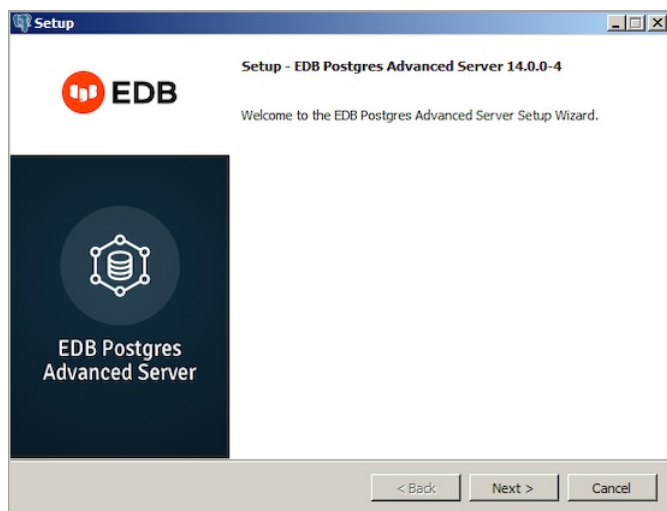 Setup
EDB
Setup - EDB Postgres Advanced Server 14.0.0-4
Welcome to the EDB Postgres Advanced Server Setup Wizard.
EDB Postgres
Advanced Server
< Back
Next >
Cancel